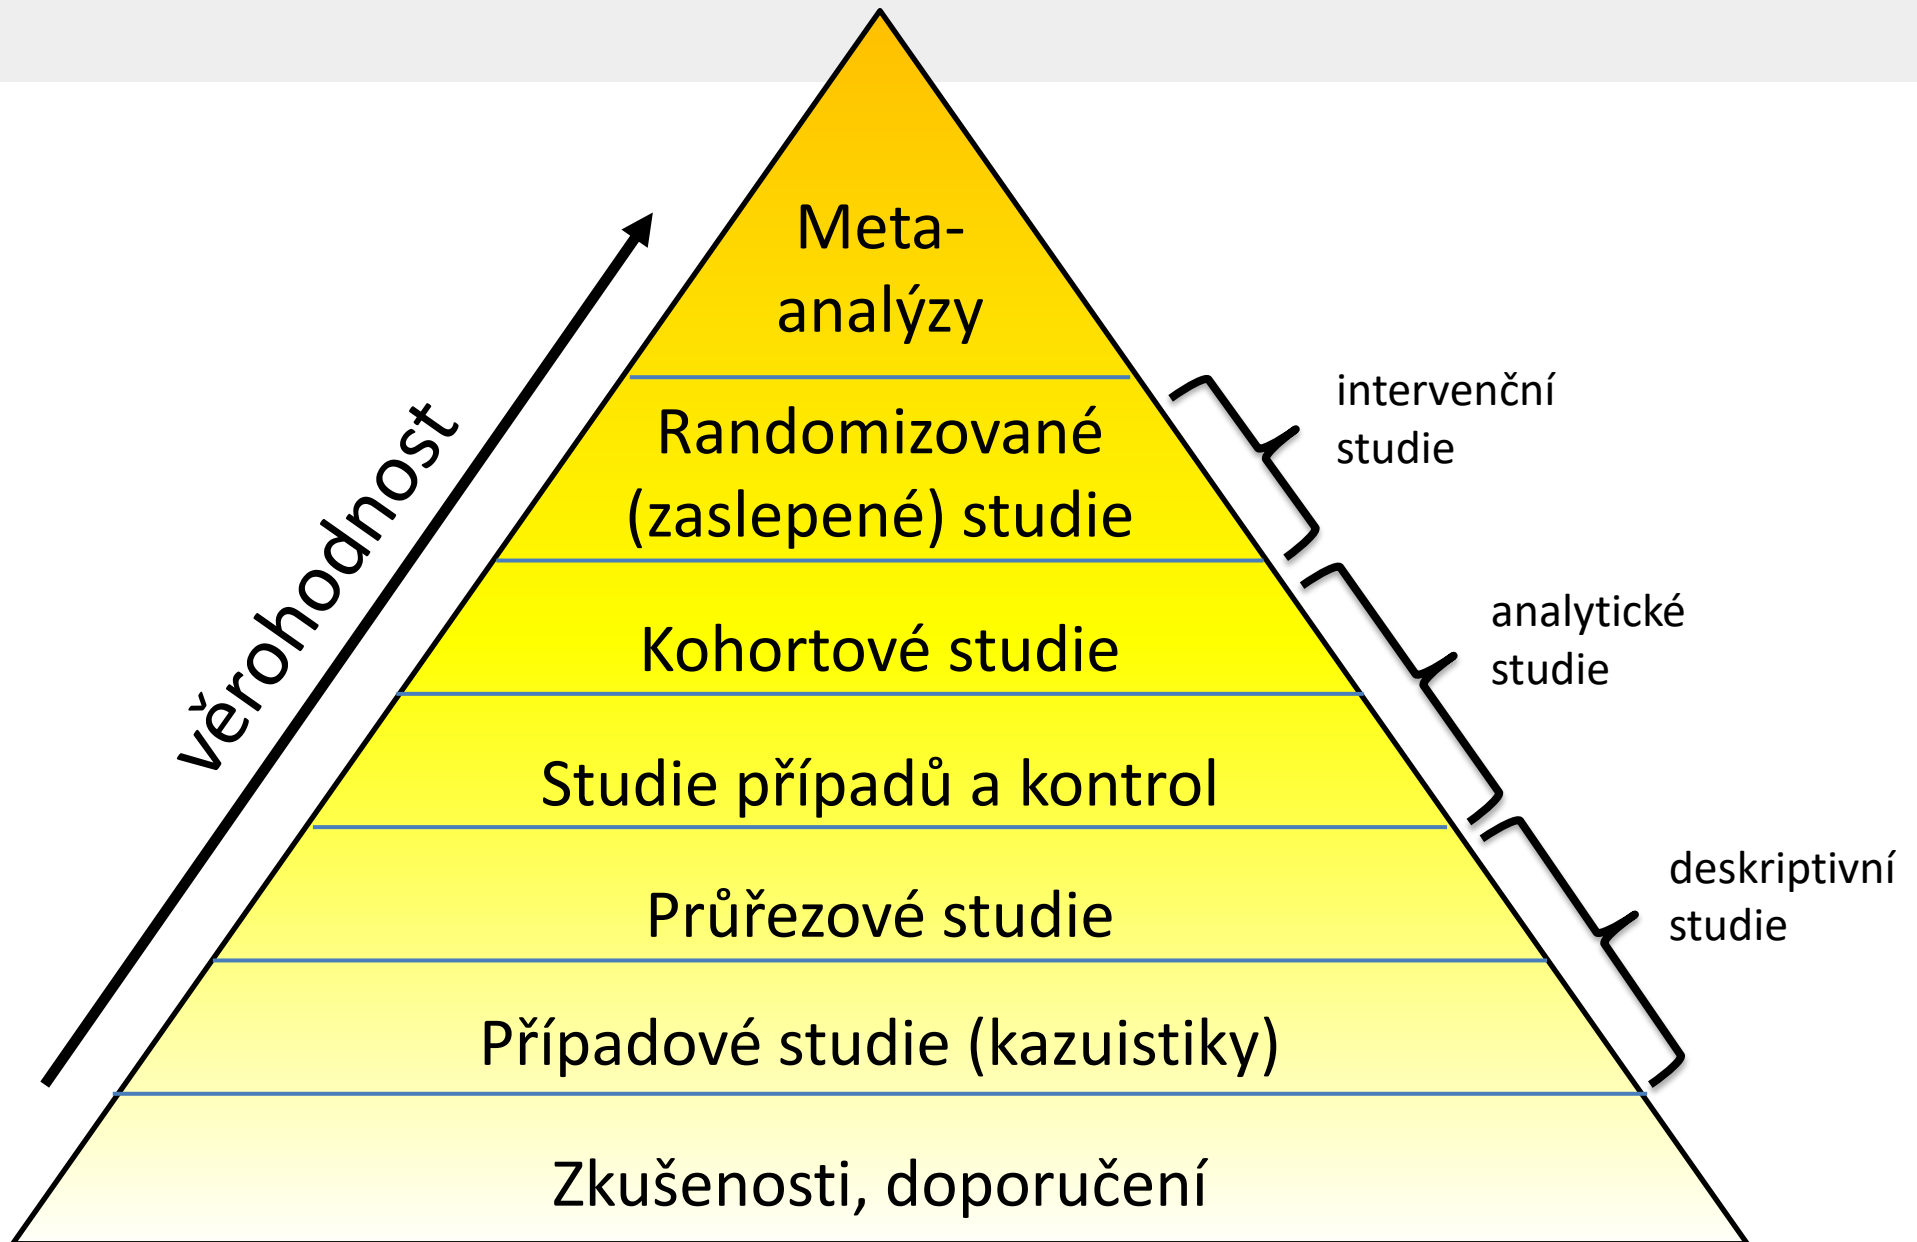 Meta-
analýzy
Randomizované
(zaslepené) studie
Kohortové studie
Studie případů a kontrol
Průřezové studie
Případové studie (kazuistiky)
Zkušenosti, doporučení
věrohodnost
intervenční
studie
analytické
studie
deskriptivní
studie